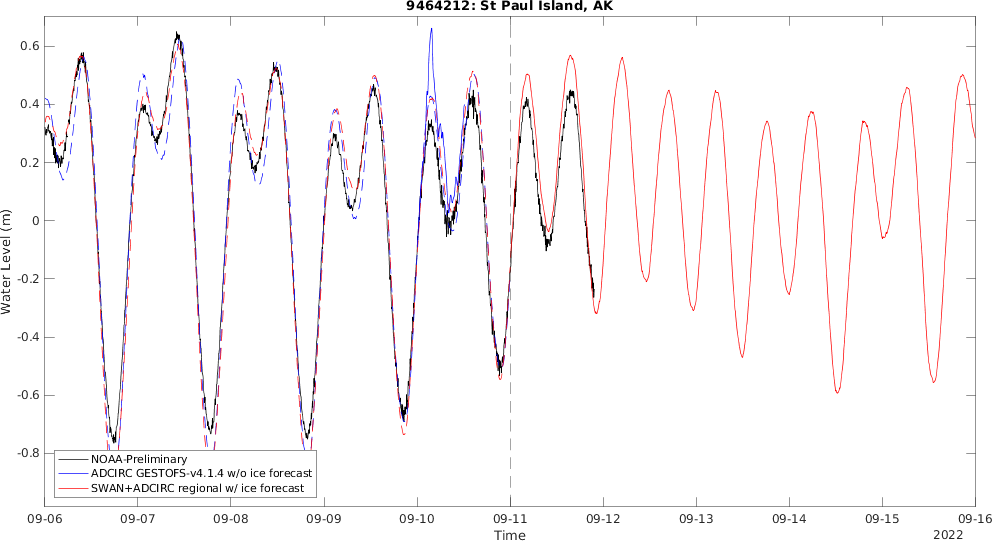 9464212: St Paul Island, AK
0.6
0.4
0.2
0
-0.2
-0.4
-0.6
-0.8
Water Level (m)
NOAA-Preliminary
ADCIRC GESTOFS-v4.1.4 w/o ice forecast
SWAN+ADCIRC regional w/ ice forecast
09-06 09-07 09-08 09-09 09-10 09-11 09-12 09-13 09-14 09-15 09-16
Time
2022